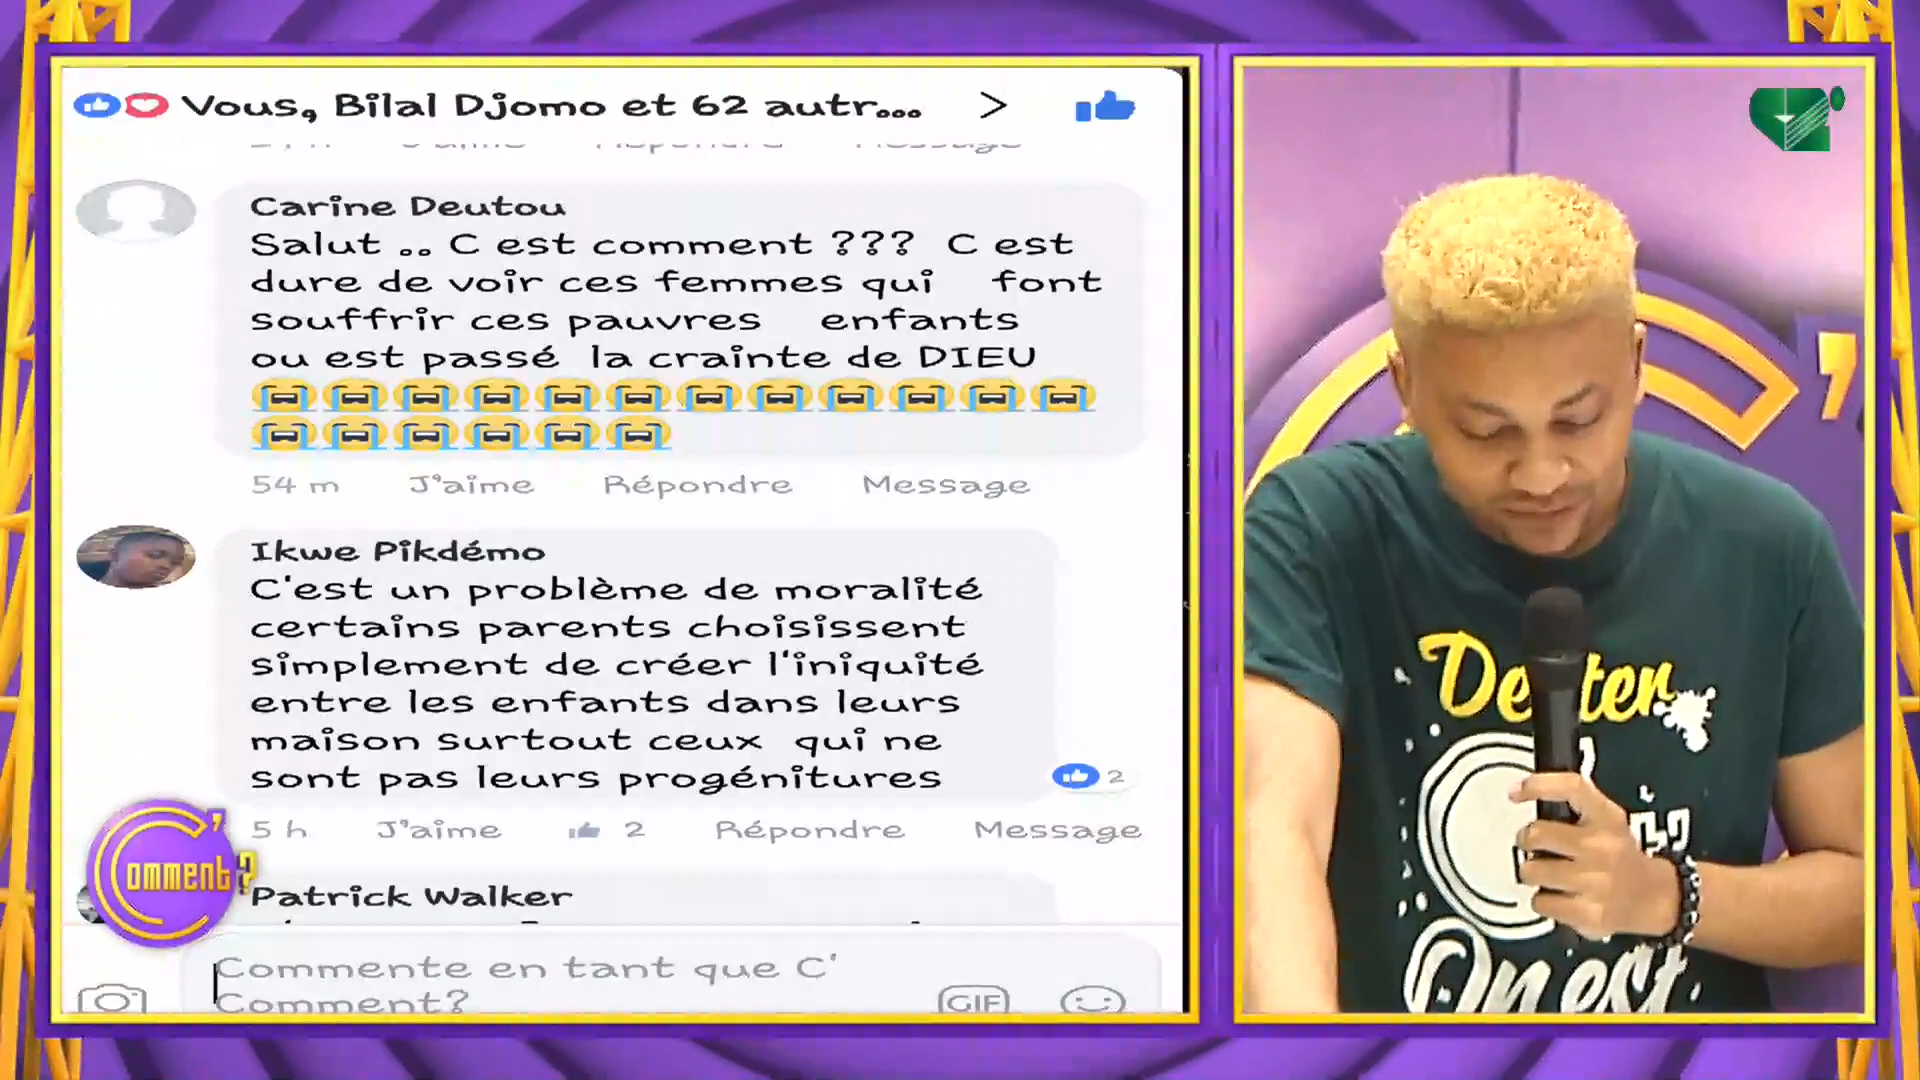 Vous, Bilal Djomo et 62 autr...
Carine Deutou
Salut .. C est comment ??? C est
dure de voir ces femmes qui font
souffrir ces pauvres enfants
ou est passé la crainte de DIEU
54 m J'aime Répondre Message
Ikwe Pikdémo
C'est un problème de moralité
certains parents choisissent
simplement de créer l'iniquité
entre les enfants dans leurs
maison surtout ceux qui ne
sont pas leurs progénitures
2
5 h J'aime 2 Répondre Message
Patrick Walker
Commente en tant que C'
Comment?
GIF
C'omment?
On est